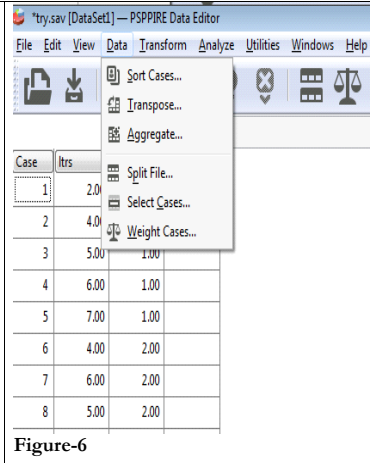 *try.sav [DataSet1] — PSPPIRE Data Editor
File Edit View Data Transform Analyze Utilities Windows Help
Sort Cases...
Transpose...
Aggregate...
Split File...
Select Cases...
Weight Cases...
Case ltrs
1 2.0
2 4.0
3 5.00 1.00
4 6.00 1.00
5 7.00 1.00
6 4.00 2.00
7 6.00 2.00
8 5.00 2.00
Figure-6